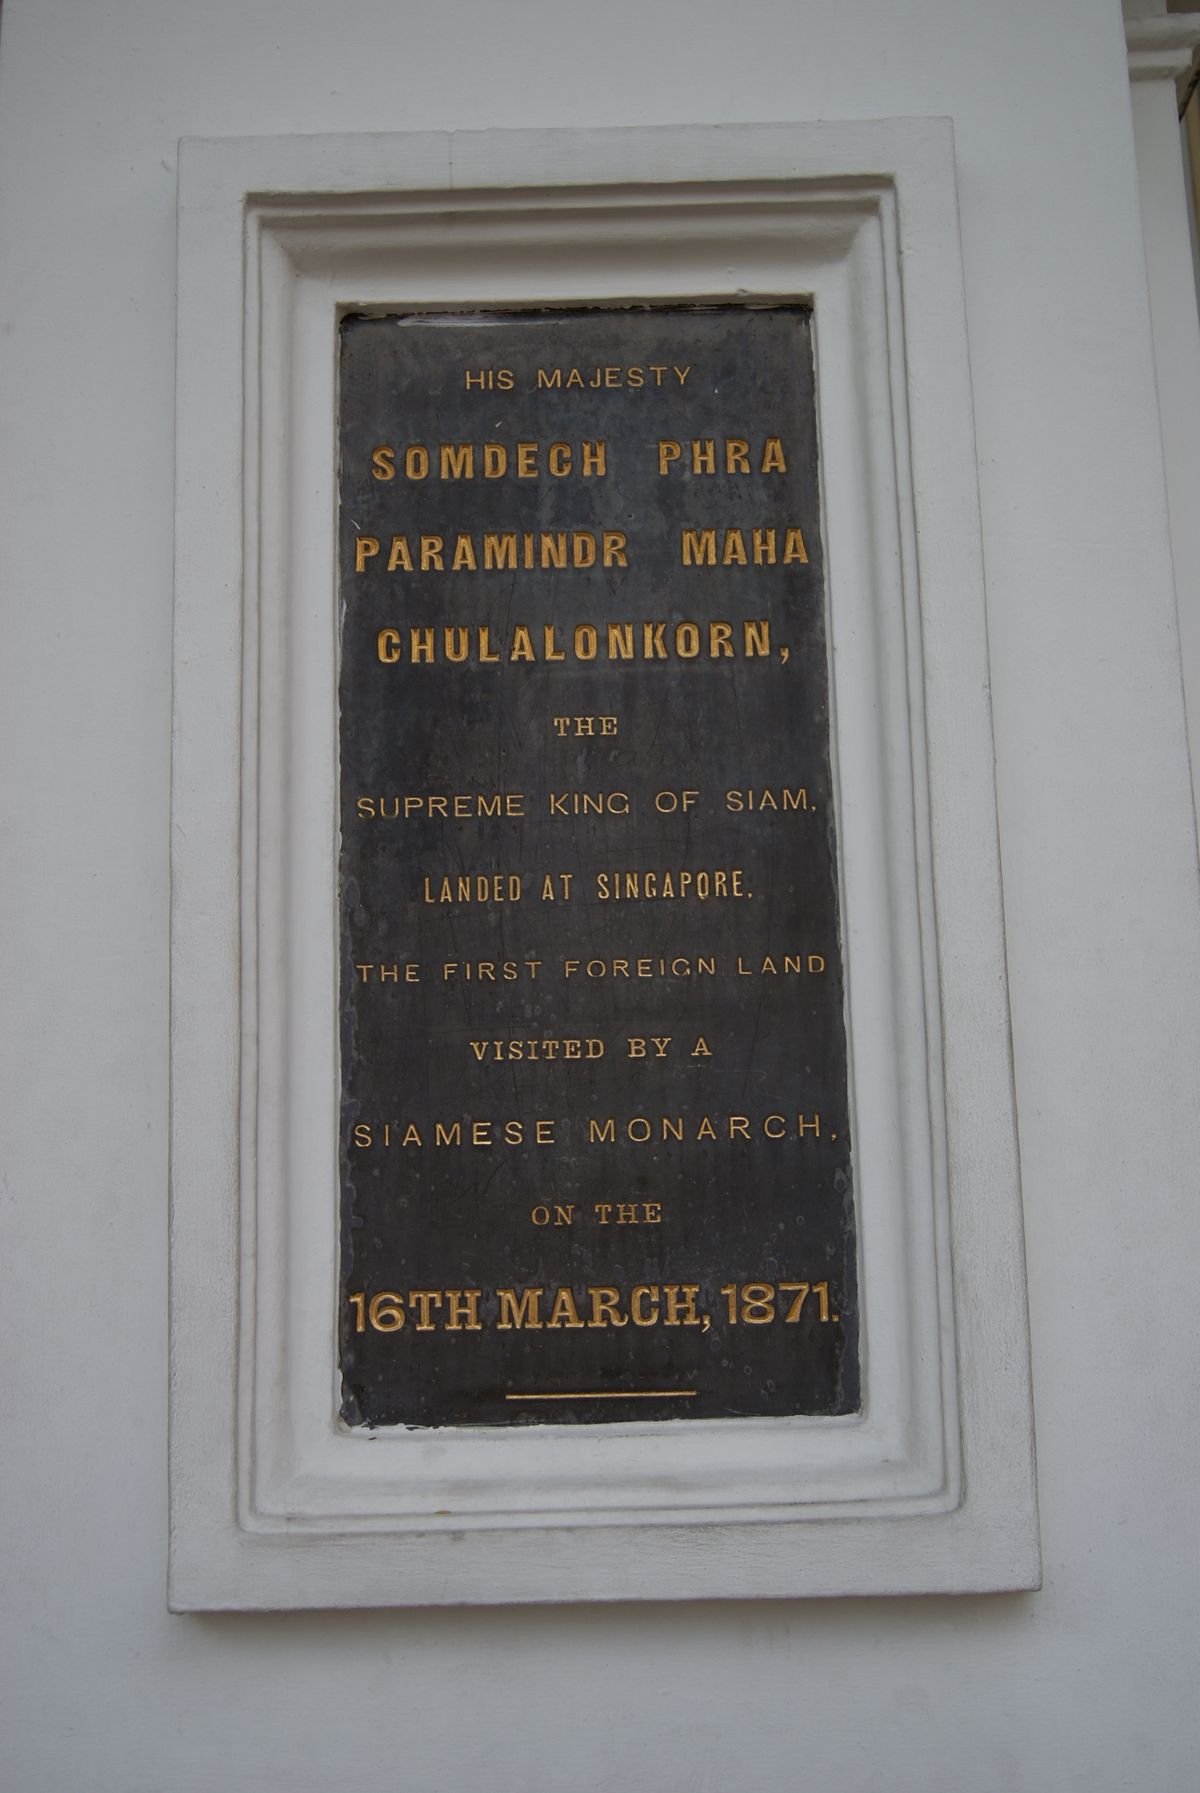 HIS MAJESTY
SOMDECH PHRA
PARAMINDR MAHA
CHULALONKORN,
THE
SUPREME KING OF SIAM,
LANDED AT SINGAPORE,
THE FIRST FOREIGN LAND
VISITED BY A
SIAMESE MONARCH,
ON THE
16TH MARCH, 1871.